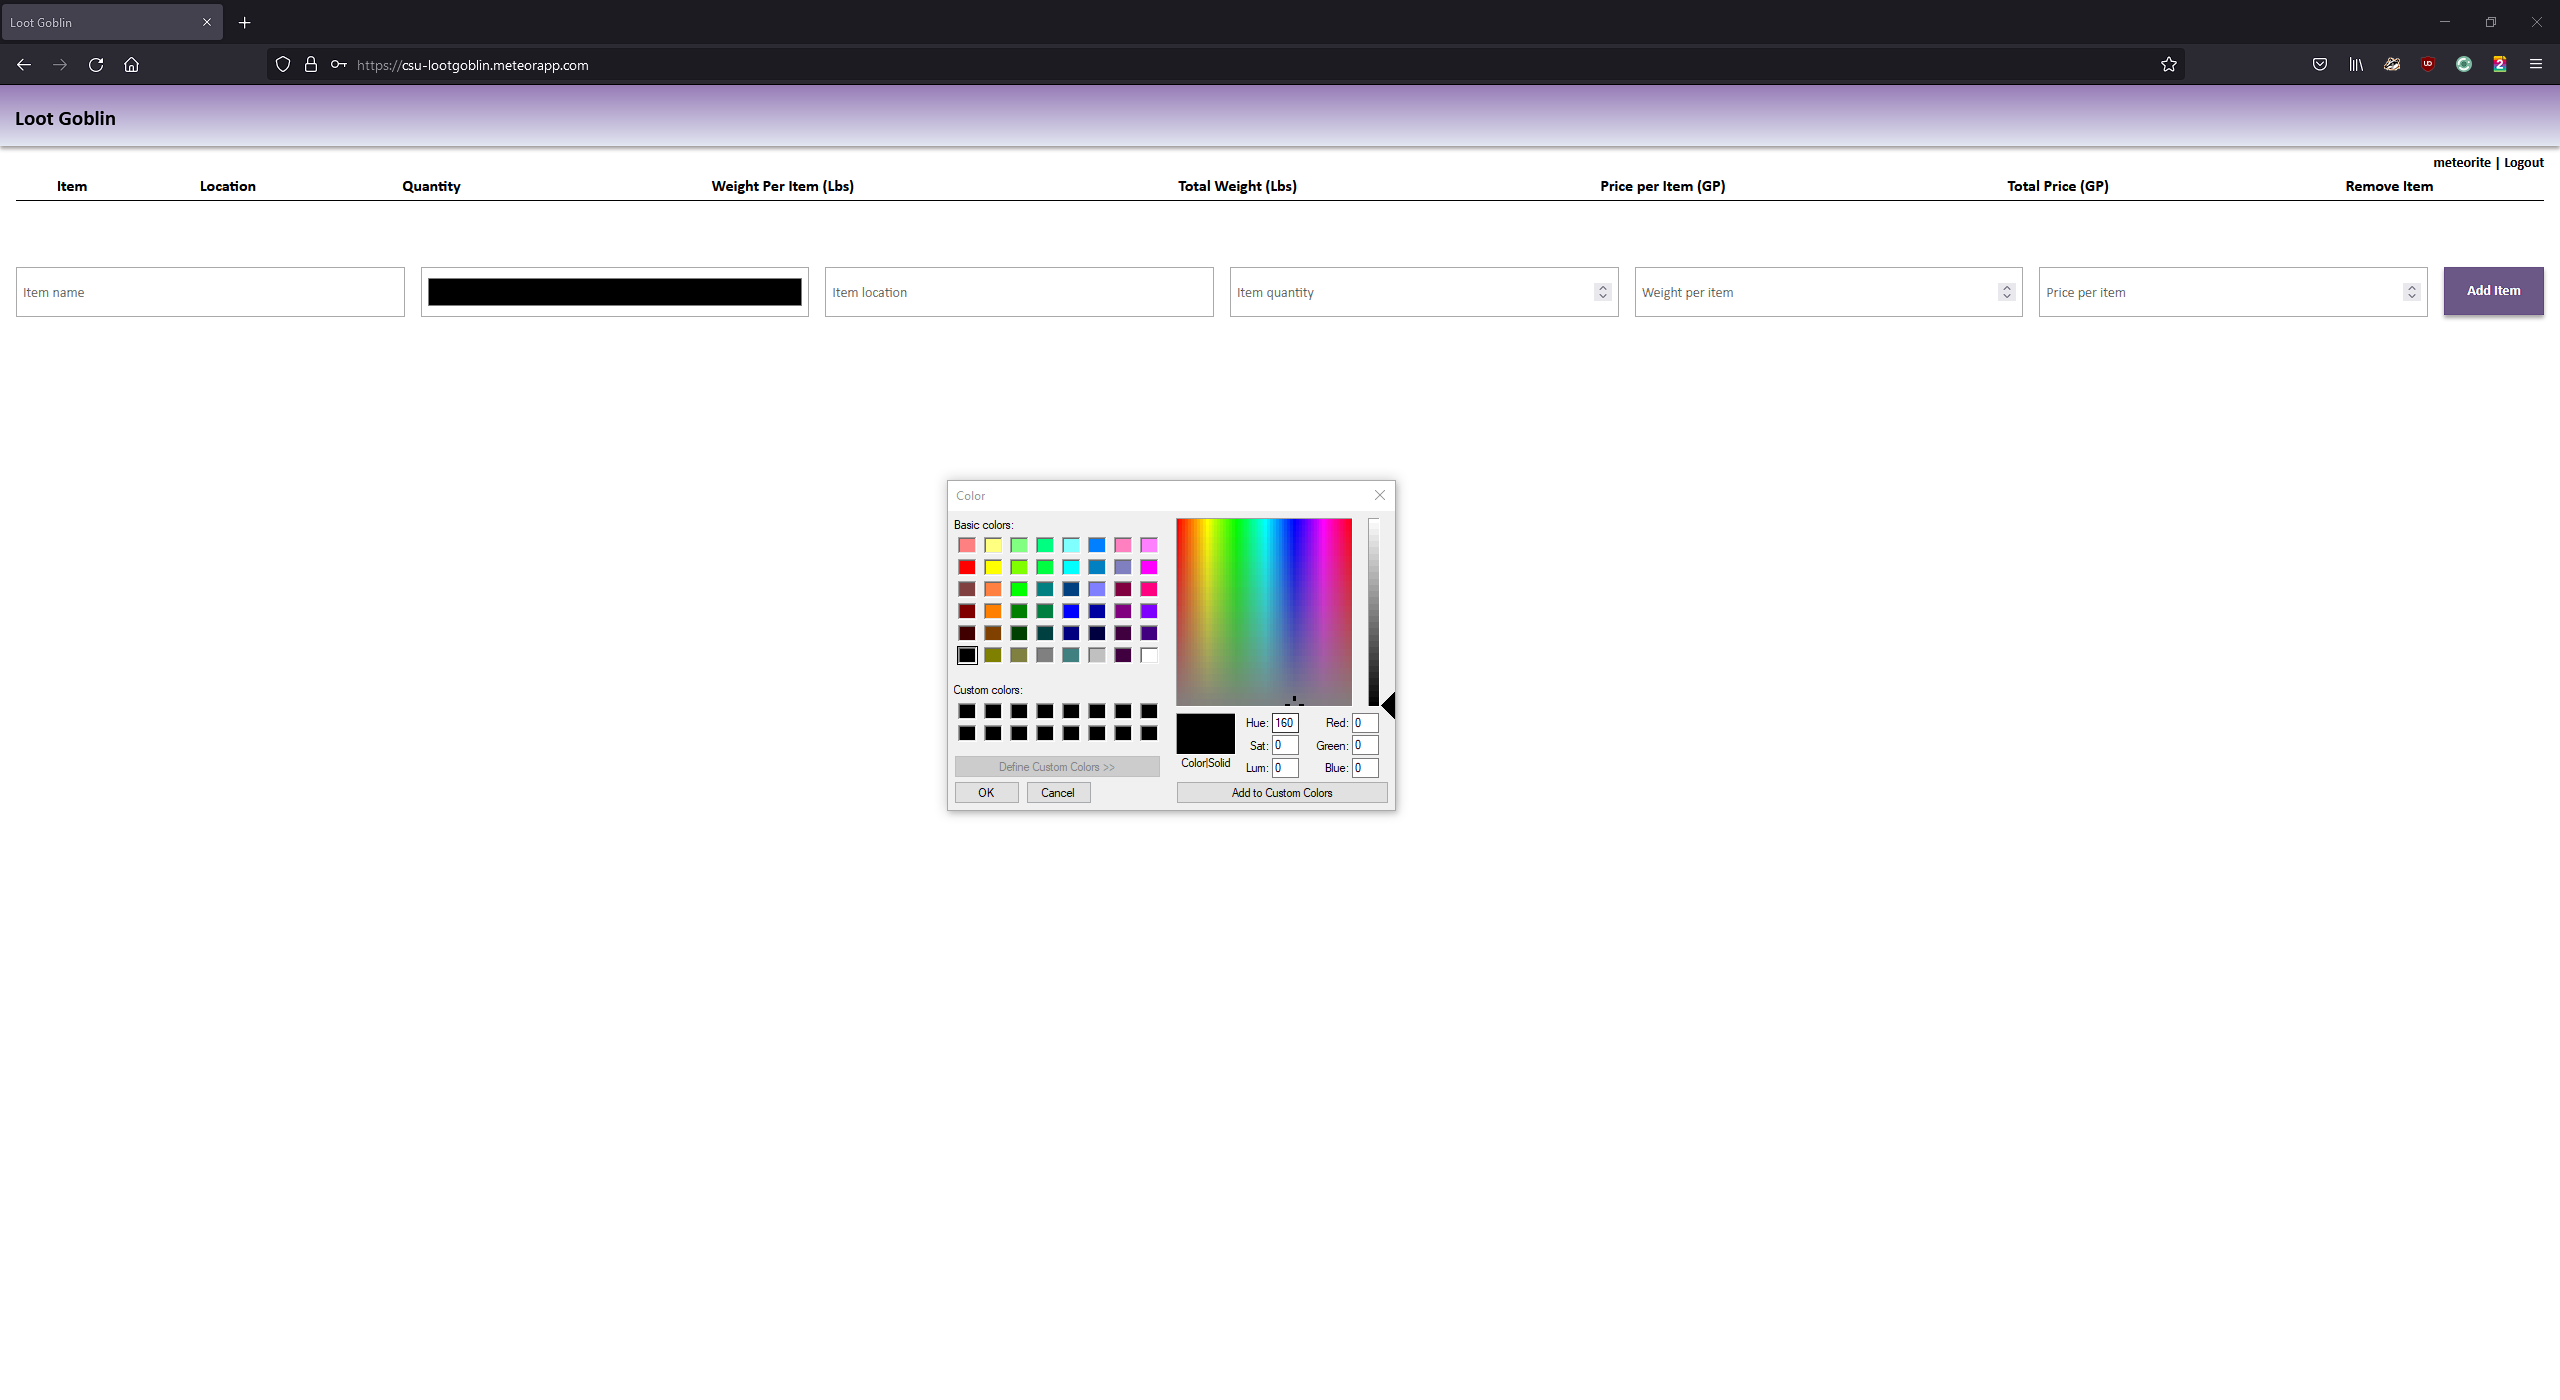 Loot Goblin
https://csu-lootgoblin.meteorapp.com
Loot Goblin
meteorite | Logout
Item Location Quantity Weight Per Item (Lbs) Total Weight (Lbs) Price per Item (GP) Total Price (GP) Remove Item
Item name Item location Item quantity Weight per item Price per item Add Item
Color
Basic colors:
Custom colors:
Define Custom Colors >>
OK Cancel
Color|Solid
Hue: 160 Red: 0
Sat: 0 Green: 0
Lum: 0 Blue: 0
Add to Custom Colors